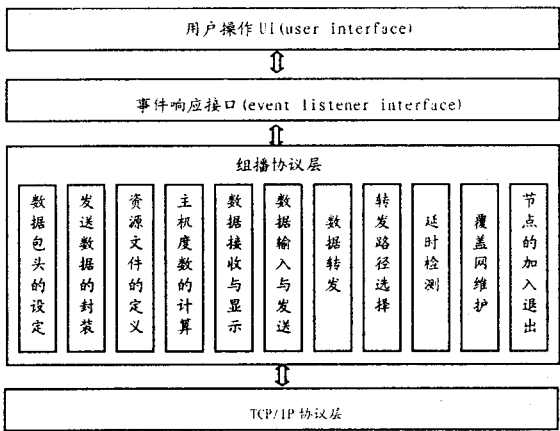 用户操作 UI(user interface)
事件响应接口(event listener interface)
组播协议层
数据包头的设定
发送数据的封装
资源文件的定义
主机度数的计算
数据接收与显示
数据输入与发送
数据转发
转发路径选择
延时检测
覆盖网维护
节点的加入退出
TCP/IP 协议层